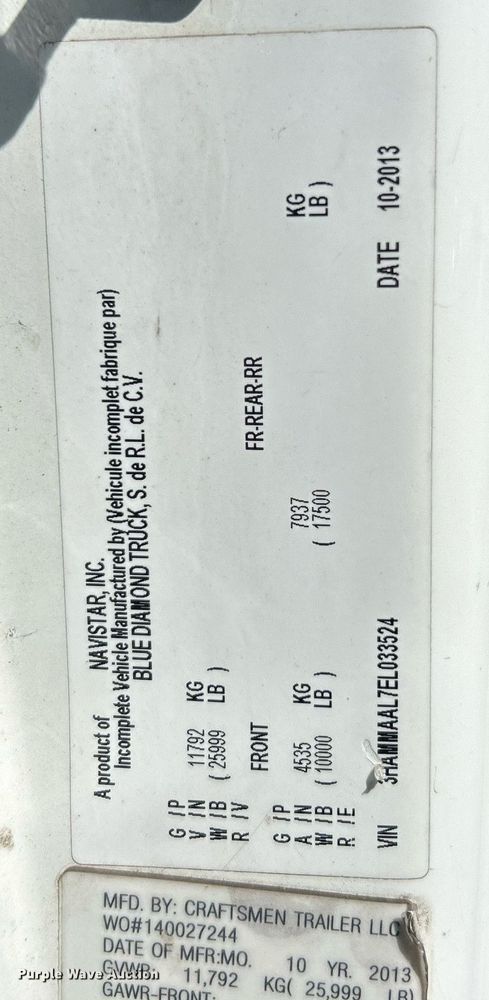 A product of NAVISTAR, INC.
Incomplete Vehicle Manufactured by (Vehicule incomplet fabrique par)
BLUE DIAMOND TRUCK, S. de R.L. de C.V.
G /P
V /N 11792 KG
W /B ( 25999 LB )
R /V
FRONT FR-REAR-RR
G /P
A /N 4535 KG 7937 KG
W /B ( 10000 LB ) ( 17500 LB )
R /E
VIN 3HAMMAAL7EL033524 DATE 10-2013
MFD. BY: CRAFTSMEN TRAILER LLC
WO#140027244
DATE OF MFR:MO. 10 YR. 2013
GVWR 11,792 KG( 25,999 LB)
GAWR-FRONT:
Purple Wave Auction